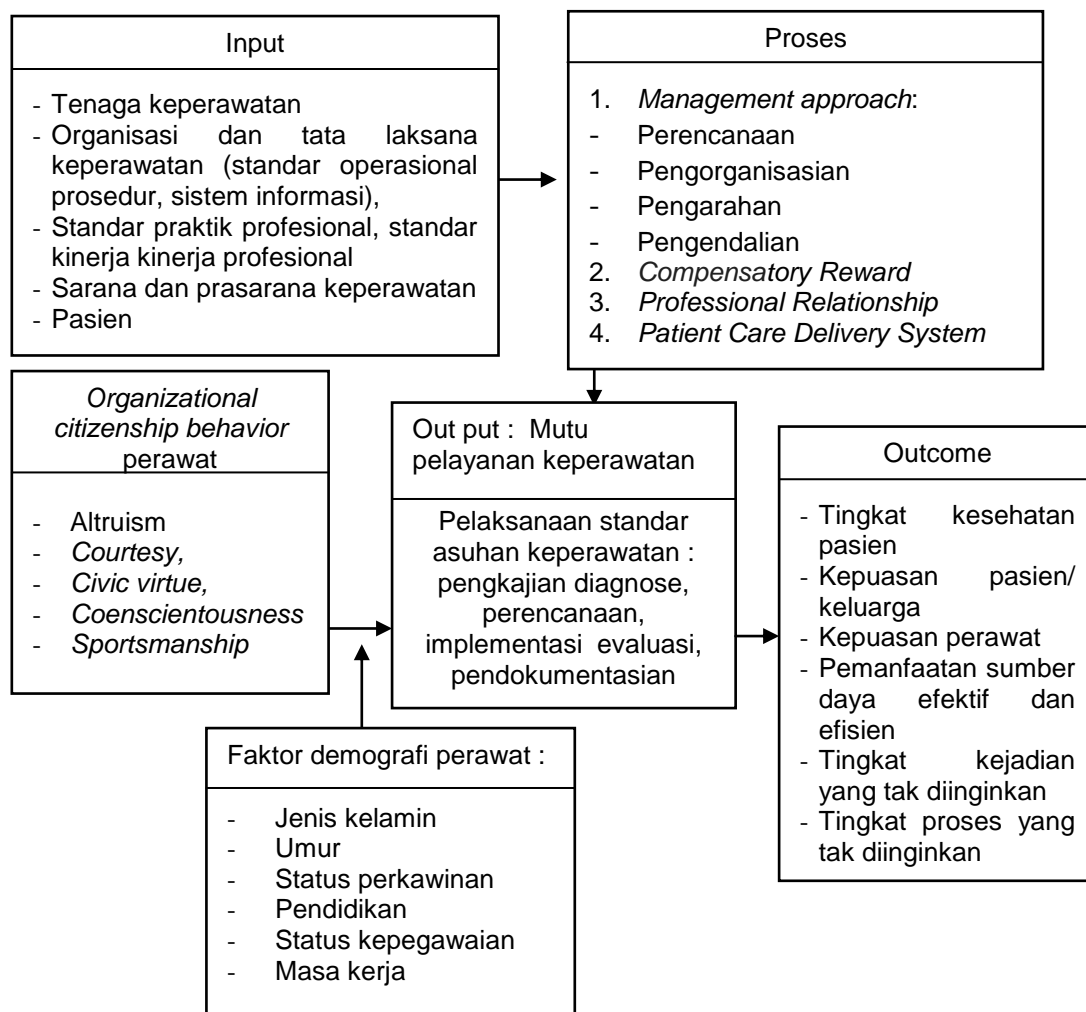 Input
- Tenaga keperawatan
- Organisasi dan tata laksana
keperawatan (standar operasional
prosedur, sistem informasi),
- Standar praktik profesional, standar
kinerja kinerja profesional
- Sarana dan prasarana keperawatan
- Pasien
Proses
1. Management approach:
- Perencanaan
- Pengorganisasian
- Pengarahan
- Pengendalian
2. Compensatory Reward
3. Professional Relationship
4. Patient Care Delivery System
Organizational
citizenship behavior
perawat
- Altruism
- Courtesy,
- Civic virtue,
- Coenscientousness
- Sportsmanship
Out put : Mutu
pelayanan keperawatan
Pelaksanaan standar
asuhan keperawatan :
pengkajian diagnose,
perencanaan,
implementasi evaluasi,
pendokumentasian
Outcome
- Tingkat kesehatan
pasien
- Kepuasan pasien/
keluarga
- Kepuasan perawat
- Pemanfaatan sumber
daya efektif dan
efisien
- Tingkat kejadian
yang tak diinginkan
- Tingkat proses yang
tak diinginkan
Faktor demografi perawat :
- Jenis kelamin
- Umur
- Status perkawinan
- Pendidikan
- Status kepegawaian
- Masa kerja